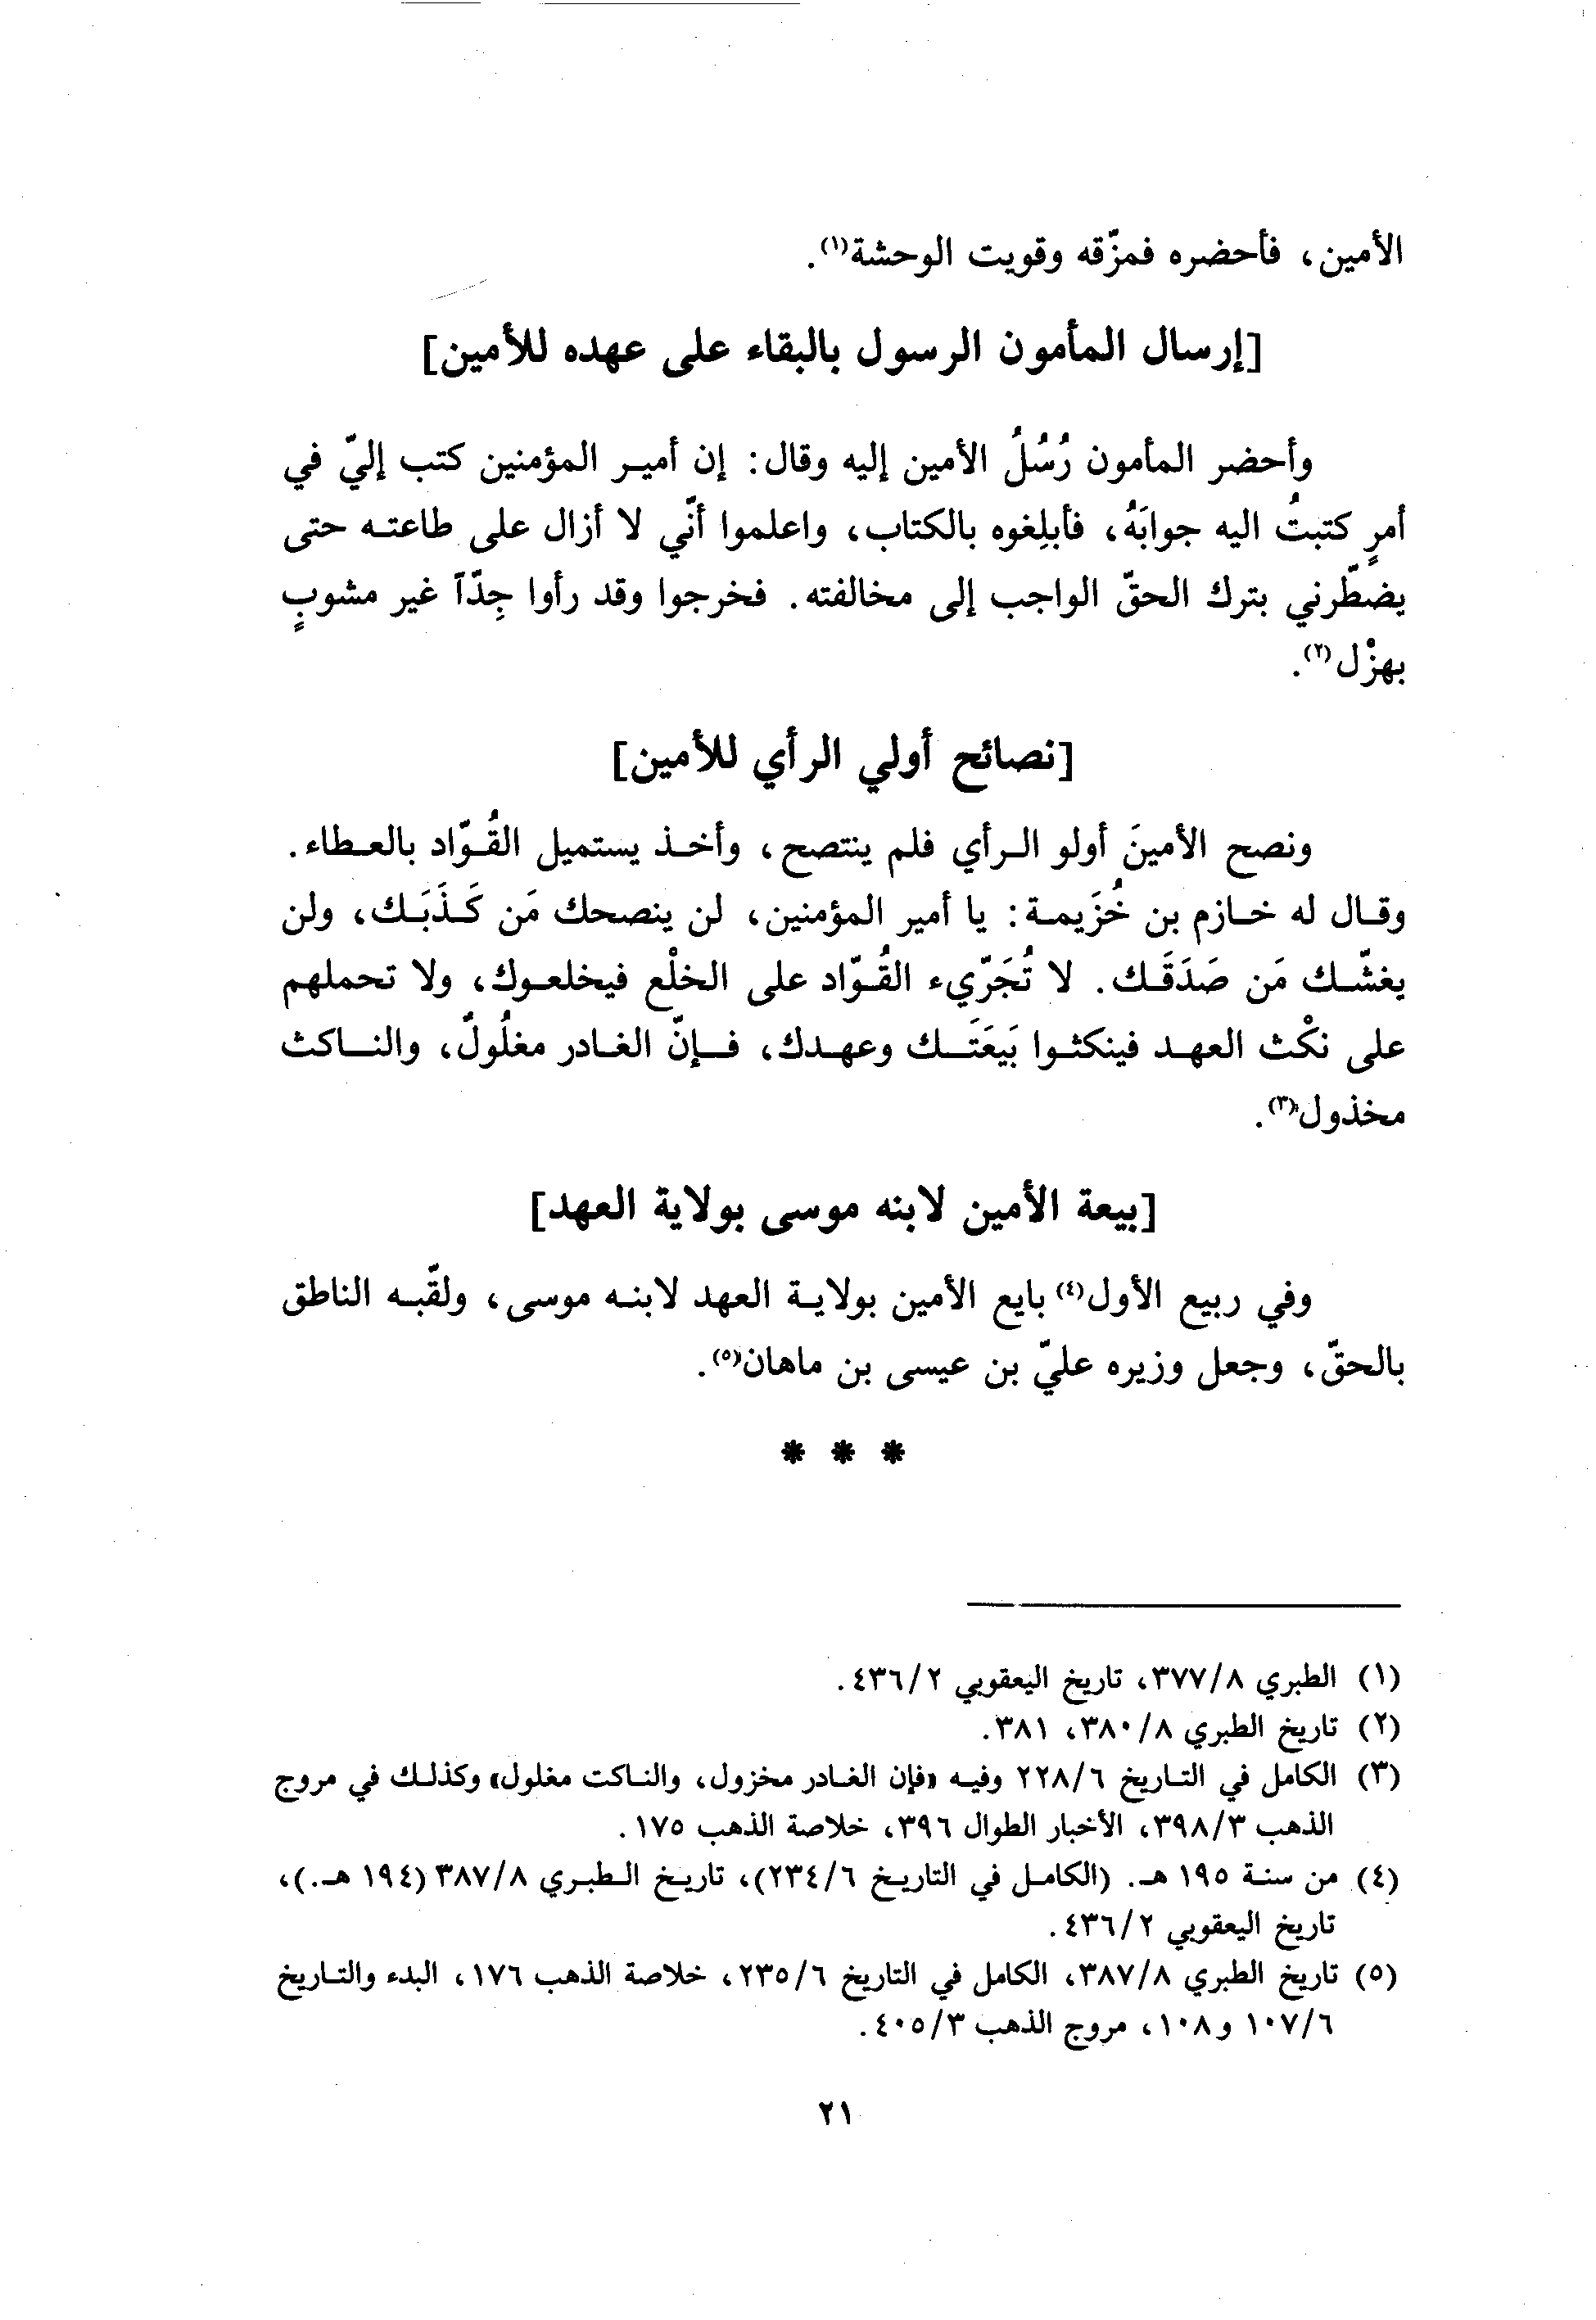 الأمين، فأحضره فمزّقه وقويت الوحشة(١).
[إرسال المأمون الرسول بالبقاء على عهده للأمين]
وأحضر المأمون رُسُلُ الأمين إليه وقال: إن أمير المؤمنين كتب إليّ في
أمرٍ كتبتُ اليه جوابَهُ، فأبلِغوه بالكتاب، واعلموا أنّي لا أزال على طاعته حتى
يضطّرني بترك الحقّ الواجب إلى مخالفته. فخرجوا وقد رأوا جِدّاً غير مشوبٍ
بهزْل(٢).
[نصائح أولي الرأي للأمين]
ونصح الأمينَ أولو الرأي فلم ينتصح، وأخذ يستميل القُوّاد بالعطاء.
وقال له خازم بن خُزَيمة: يا أمير المؤمنين، لن ينصحك مَن كَذَبَك، ولن
يغشّك مَن صَدَقَك. لا تُجَرّيء القُوّاد على الخلْع فيخلعوك، ولا تحملهم
على نكْث العهد فينكثوا بَيعَتَك وعهدك، فإنّ الغادر مغلُولٌ، والناكث
مخذول(٣).
[بيعة الأمين لابنه موسى بولاية العهد]
وفي ربيع الأول(٤) بايع الأمين بولاية العهد لابنه موسى، ولقّبه الناطق
بالحقّ، وجعل وزيره عليّ بن عيسى بن ماهان(٥).
* * *
(١) الطبري ٣٧٧/٨، تاريخ اليعقوبي ٤٣٦/٢.
(٢) تاريخ الطبري ٣٨٠/٨، ٣٨١.
(٣) الكامل في التاريخ ٢٢٨/٦ وفيه «فإن الغادر مخزول، والناكت مغلول» وكذلك في مروج
الذهب ٣٩٨/٣، الأخبار الطوال ٣٩٦، خلاصة الذهب ١٧٥.
(٤) من سنة ١٩٥ هـ. (الكامل في التاريخ ٢٣٤/٦)، تاريخ الطبري ٣٨٧/٨ (١٩٤ هـ.)،
تاريخ اليعقوبي ٤٣٦/٢.
(٥) تاريخ الطبري ٣٨٧/٨، الكامل في التاريخ ٢٣٥/٦، خلاصة الذهب ١٧٦، البدء والتاريخ
١٠٧/٦ و١٠٨، مروج الذهب ٤٠٥/٣.
٢١